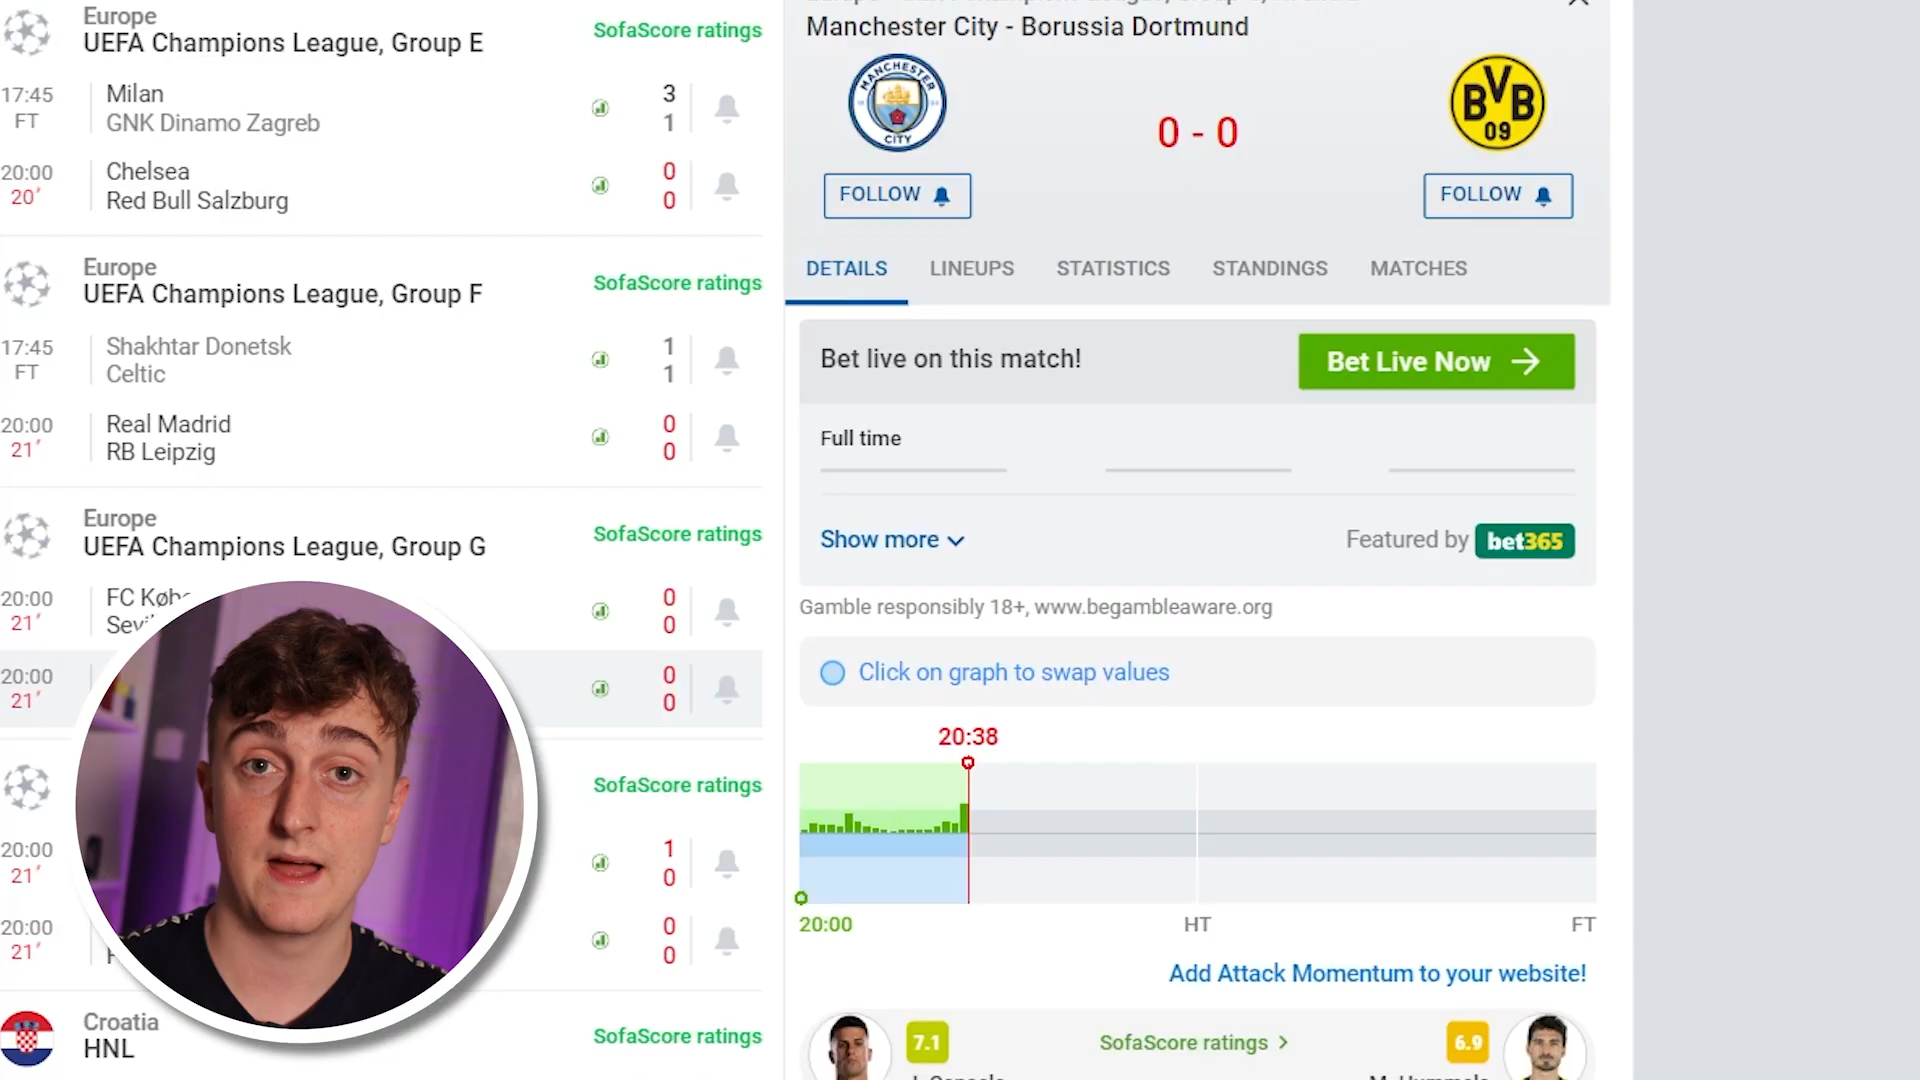 Europe
UEFA Champions League, Group E
SofaScore ratings
17:45
FT
Milan
GNK Dinamo Zagreb
3
1
20:00
20′
Chelsea
Red Bull Salzburg
0
0
Europe
UEFA Champions League, Group F
SofaScore ratings
17:45
FT
Shakhtar Donetsk
Celtic
1
1
20:00
21′
Real Madrid
RB Leipzig
0
0
Europe
UEFA Champions League, Group G
SofaScore ratings
20:00
21′
FC
0
0
20:00
21′
0
0
SofaScore ratings
20:00
21′
1
0
20:00
21′
0
0
Croatia
HNL
SofaScore ratings
Manchester City - Borussia Dortmund
MANCHESTER
CITY
0 - 0
BVB
09
FOLLOW
FOLLOW
DETAILS
LINEUPS
STATISTICS
STANDINGS
MATCHES
Bet live on this match!
Bet Live Now
Full time
Show more
Featured by bet365
Gamble responsibly 18+, www.begambleaware.org
Click on graph to swap values
20:38
20:00
HT
FT
Add Attack Momentum to your website!
7.1
SofaScore ratings
6.9